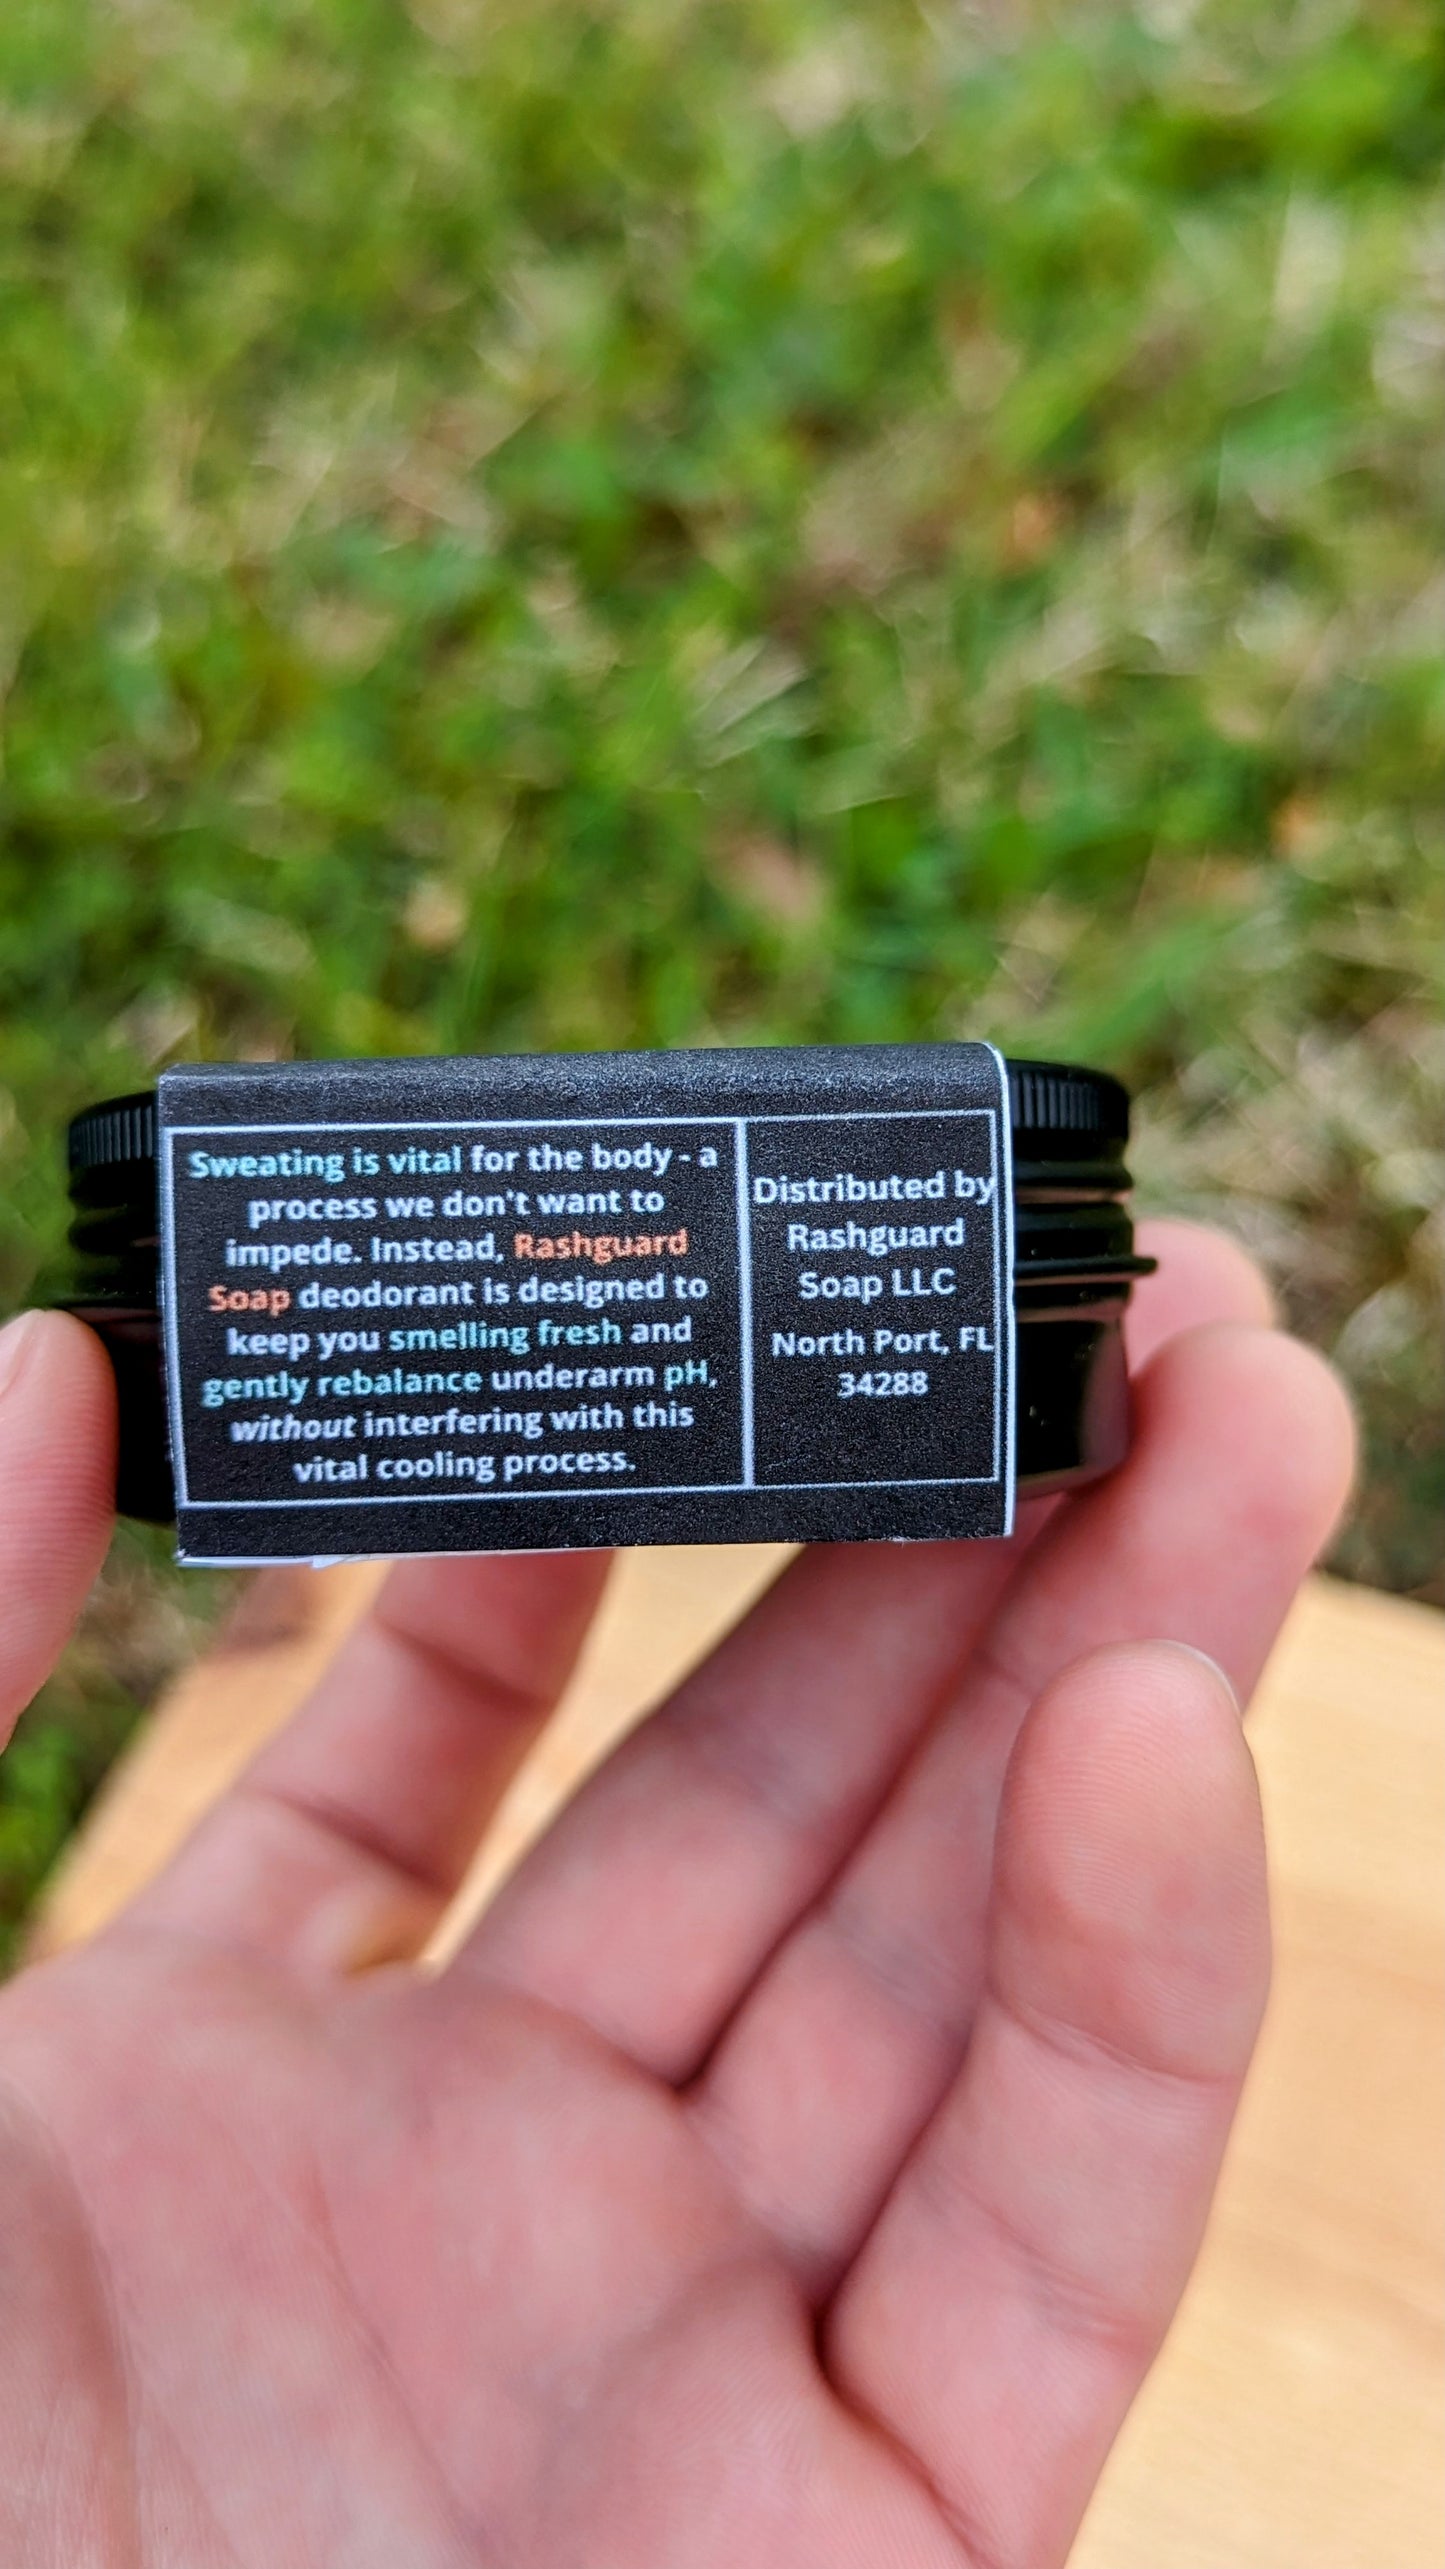 Sweating is vital for the body - a
process we don't want to
impede. Instead, Rashguard
Soap deodorant is designed to
keep you smelling fresh and
gently rebalance underarm pH,
without interfering with this
vital cooling process.
Distributed by
Rashguard
Soap LLC
North Port, FL
34288